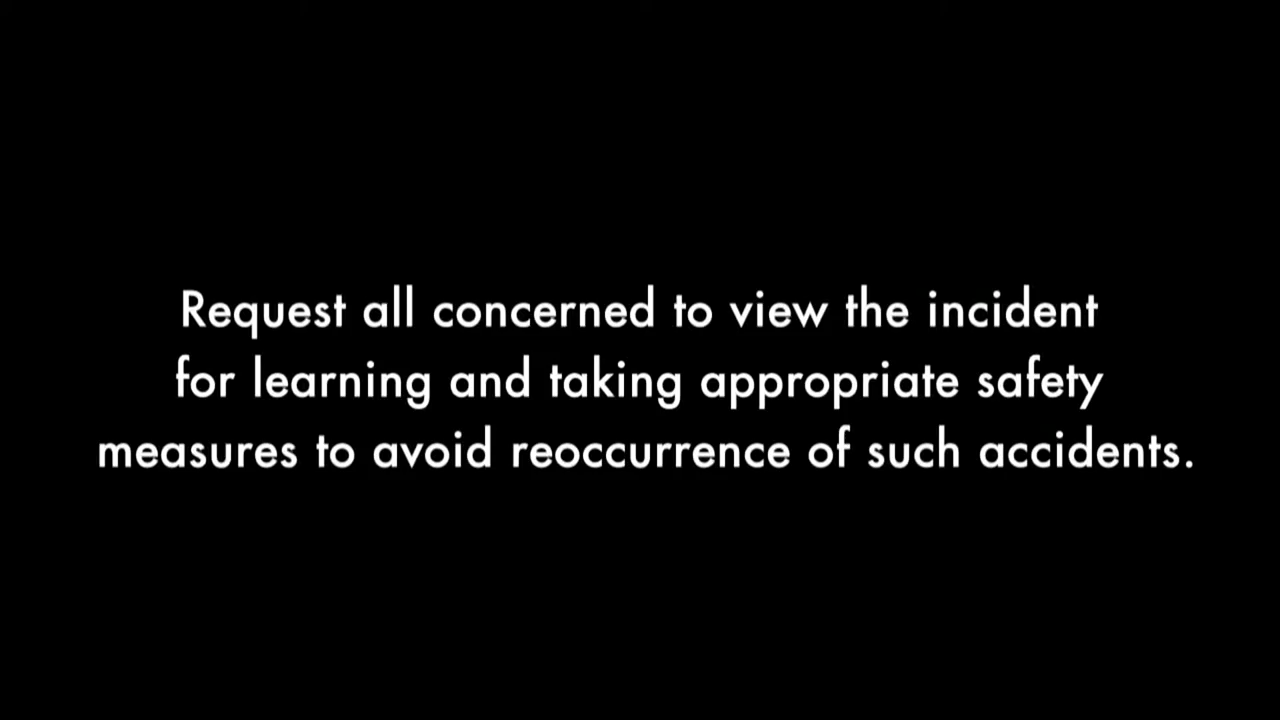 Request all concerned to view the incident
for learning and taking appropriate safety
measures to avoid reoccurrence of such accidents.